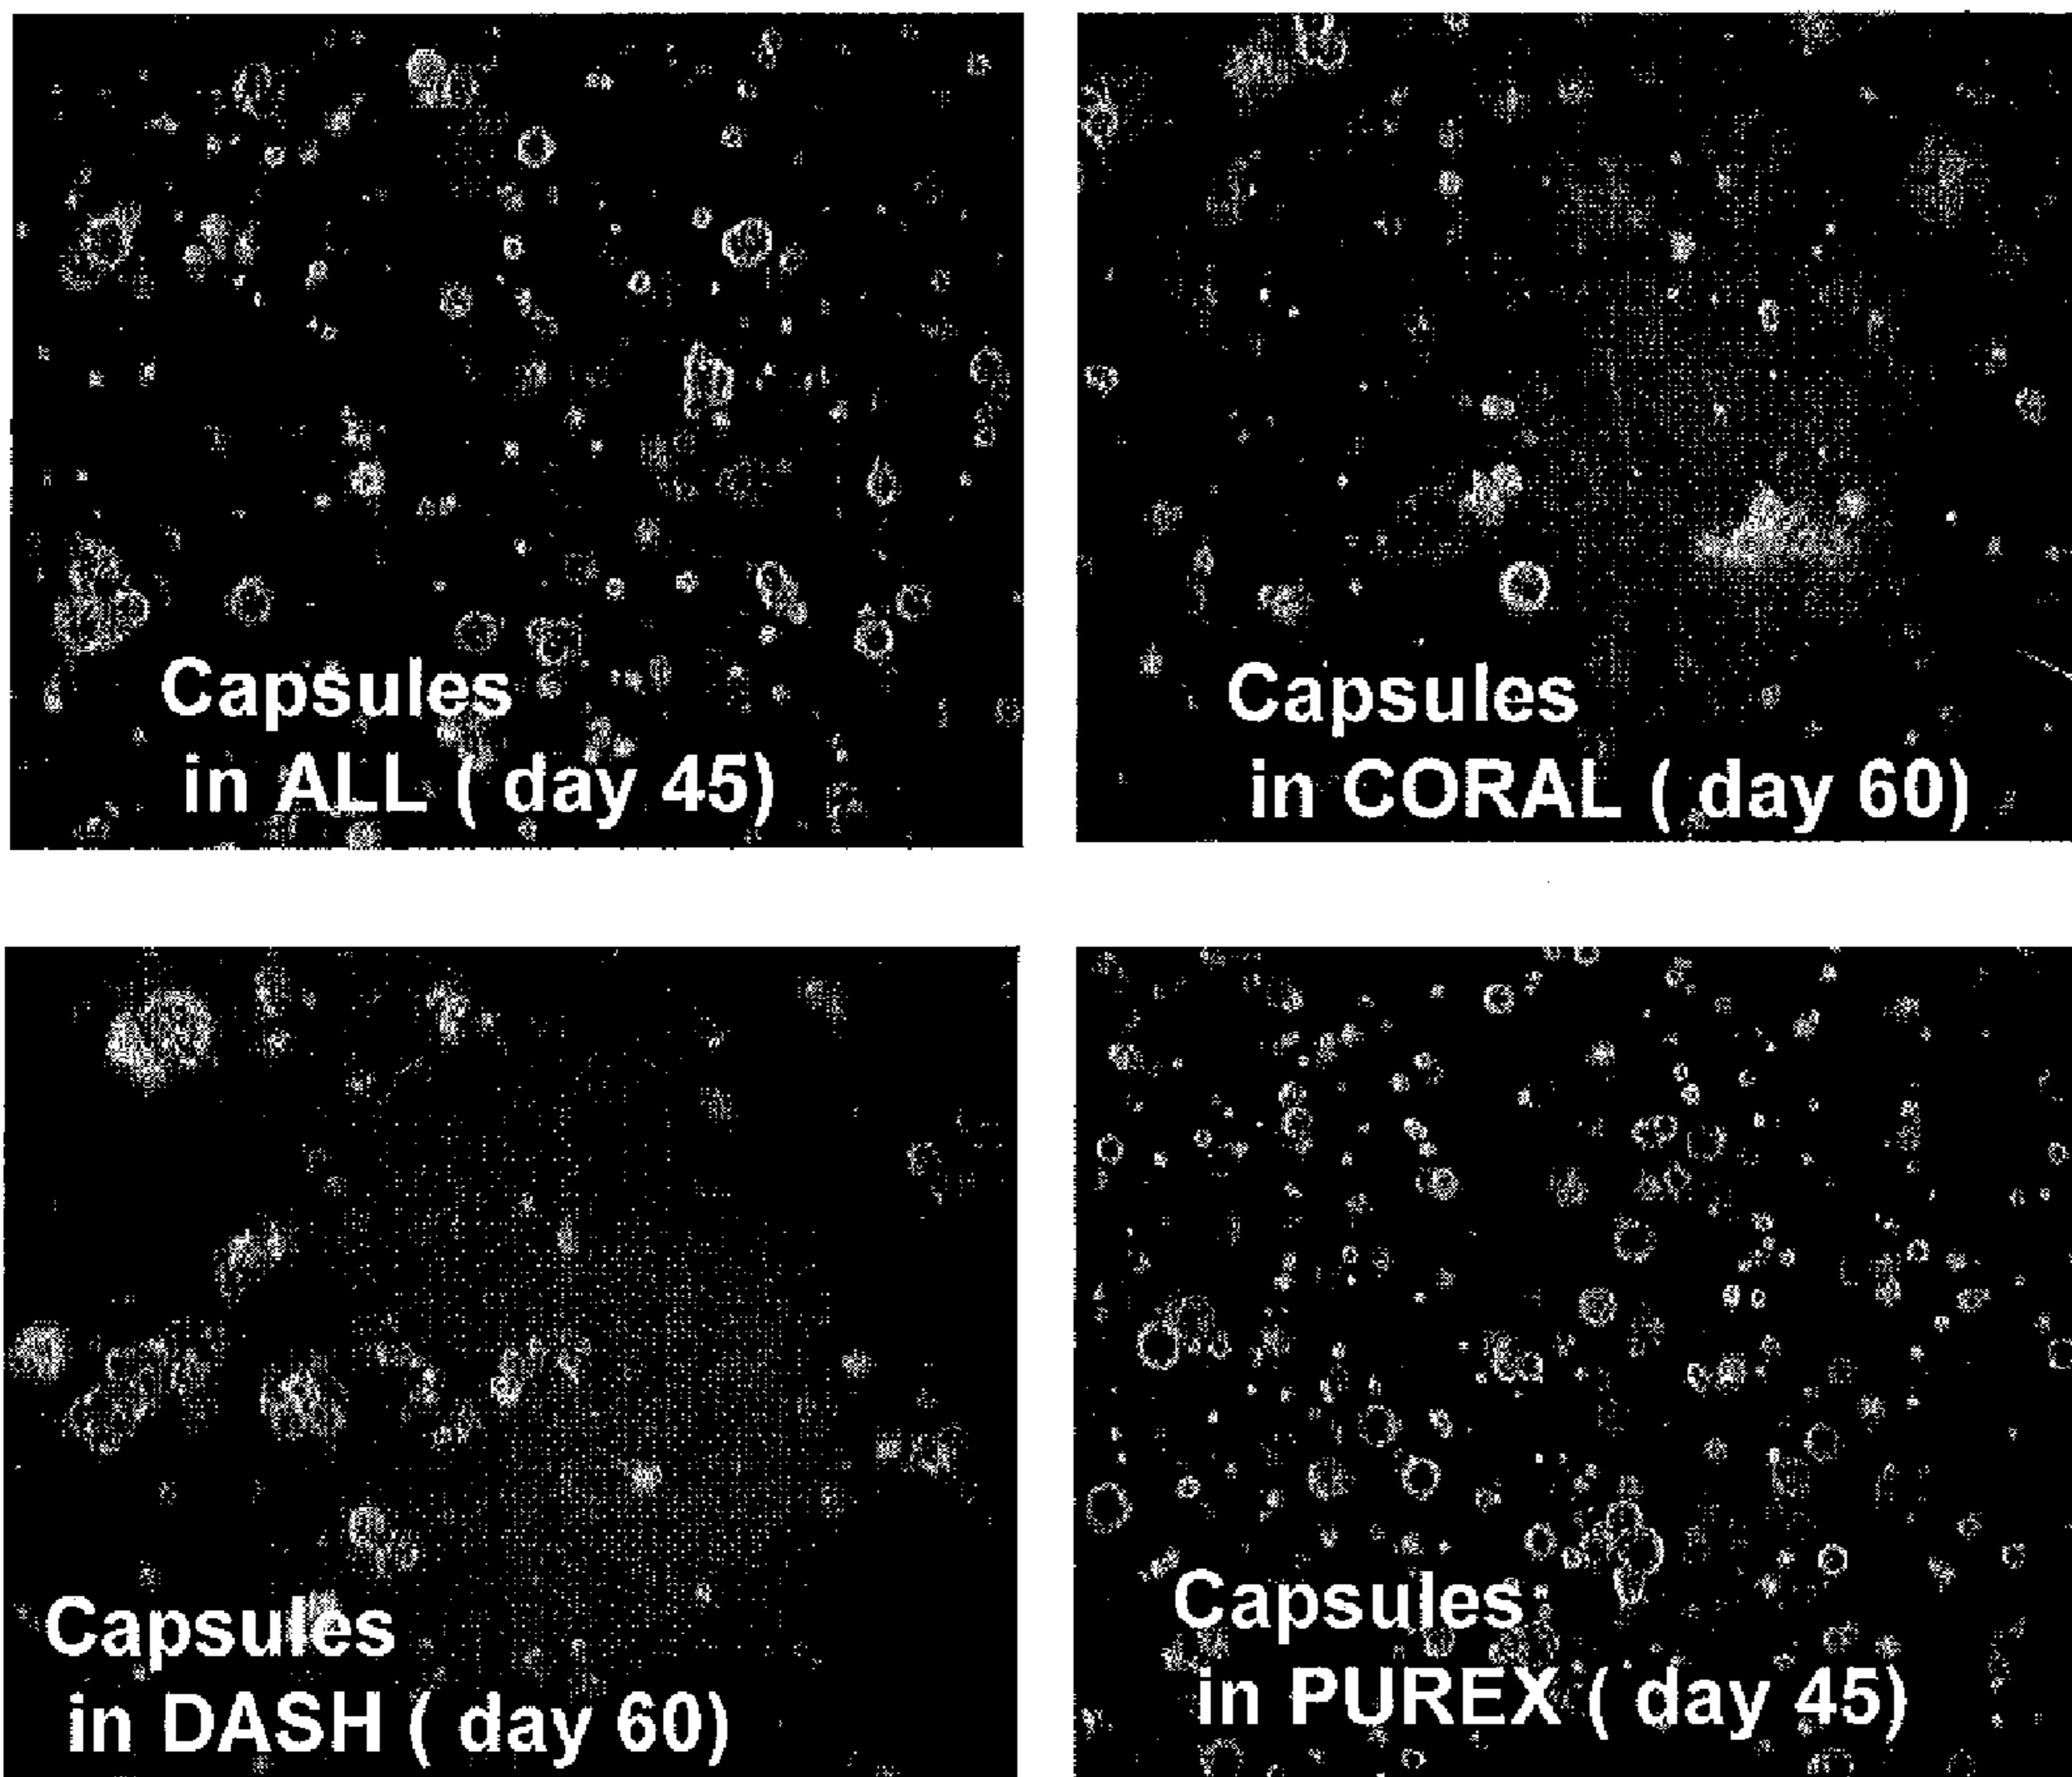 Capsules
in ALL ( day 45)
Capsules
in CORAL ( day 60)
Capsules
in DASH ( day 60)
Capsules
in PUREX ( day 45)